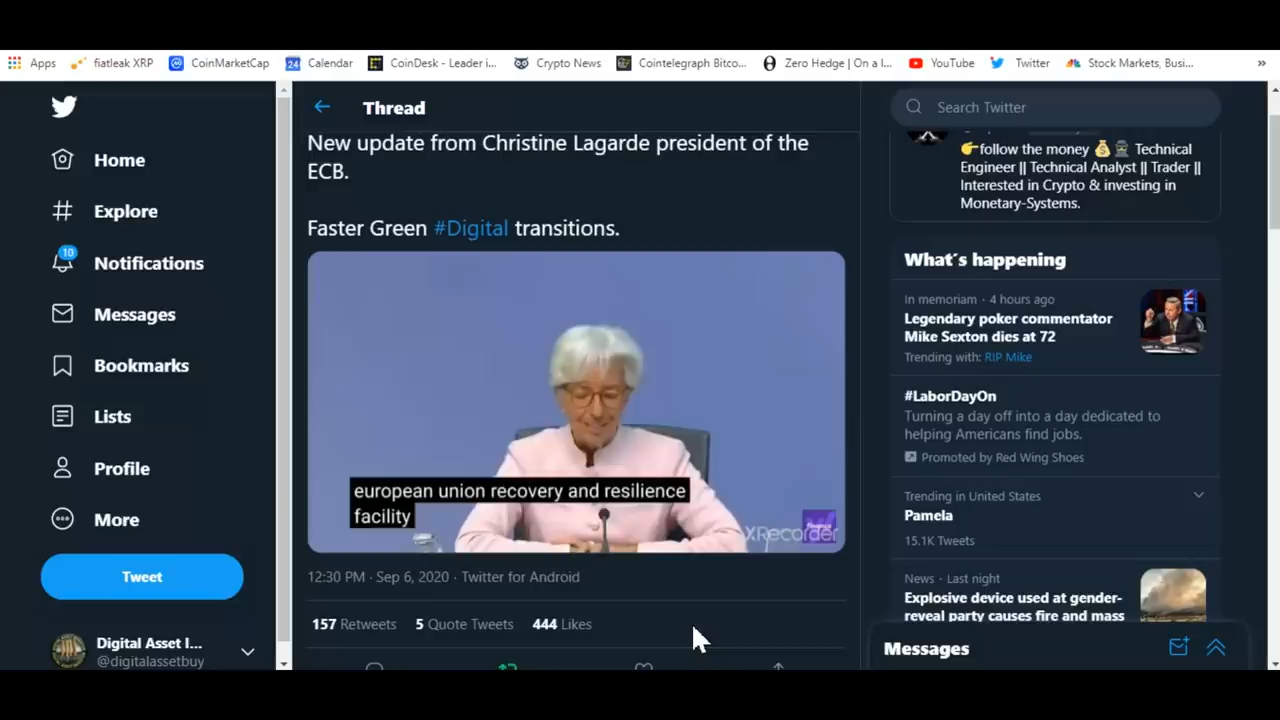 Apps
fiatleak XRP
CoinMarketCap
24
Calendar
CoinDesk - Leader i...
Crypto News
Cointelegraph Bitco...
Zero Hedge | On a l...
YouTube
Twitter
Stock Markets, Busi...
»
Home
Explore
10
Notifications
Messages
Bookmarks
Lists
Profile
More
Tweet
Digital Asset I...
@digitalassetbuy
Thread
New update from Christine Lagarde president of the
ECB.
Faster Green #Digital transitions.
european union recovery and resilience
facility
XRecorder
12:30 PM · Sep 6, 2020 · Twitter for Android
157 Retweets 5 Quote Tweets 444 Likes
Search Twitter
👉follow the money 💰 Technical
Engineer || Technical Analyst || Trader ||
Interested in Crypto & investing in
Monetary-Systems.
What's happening
In memoriam · 4 hours ago
Legendary poker commentator
Mike Sexton dies at 72
Trending with: RIP Mike
#LaborDayOn
Turning a day off into a day dedicated to
helping Americans find jobs.
Promoted by Red Wing Shoes
Trending in United States
Pamela
15.1K Tweets
News · Last night
Explosive device used at gender-
reveal party causes fire and mass
Messages